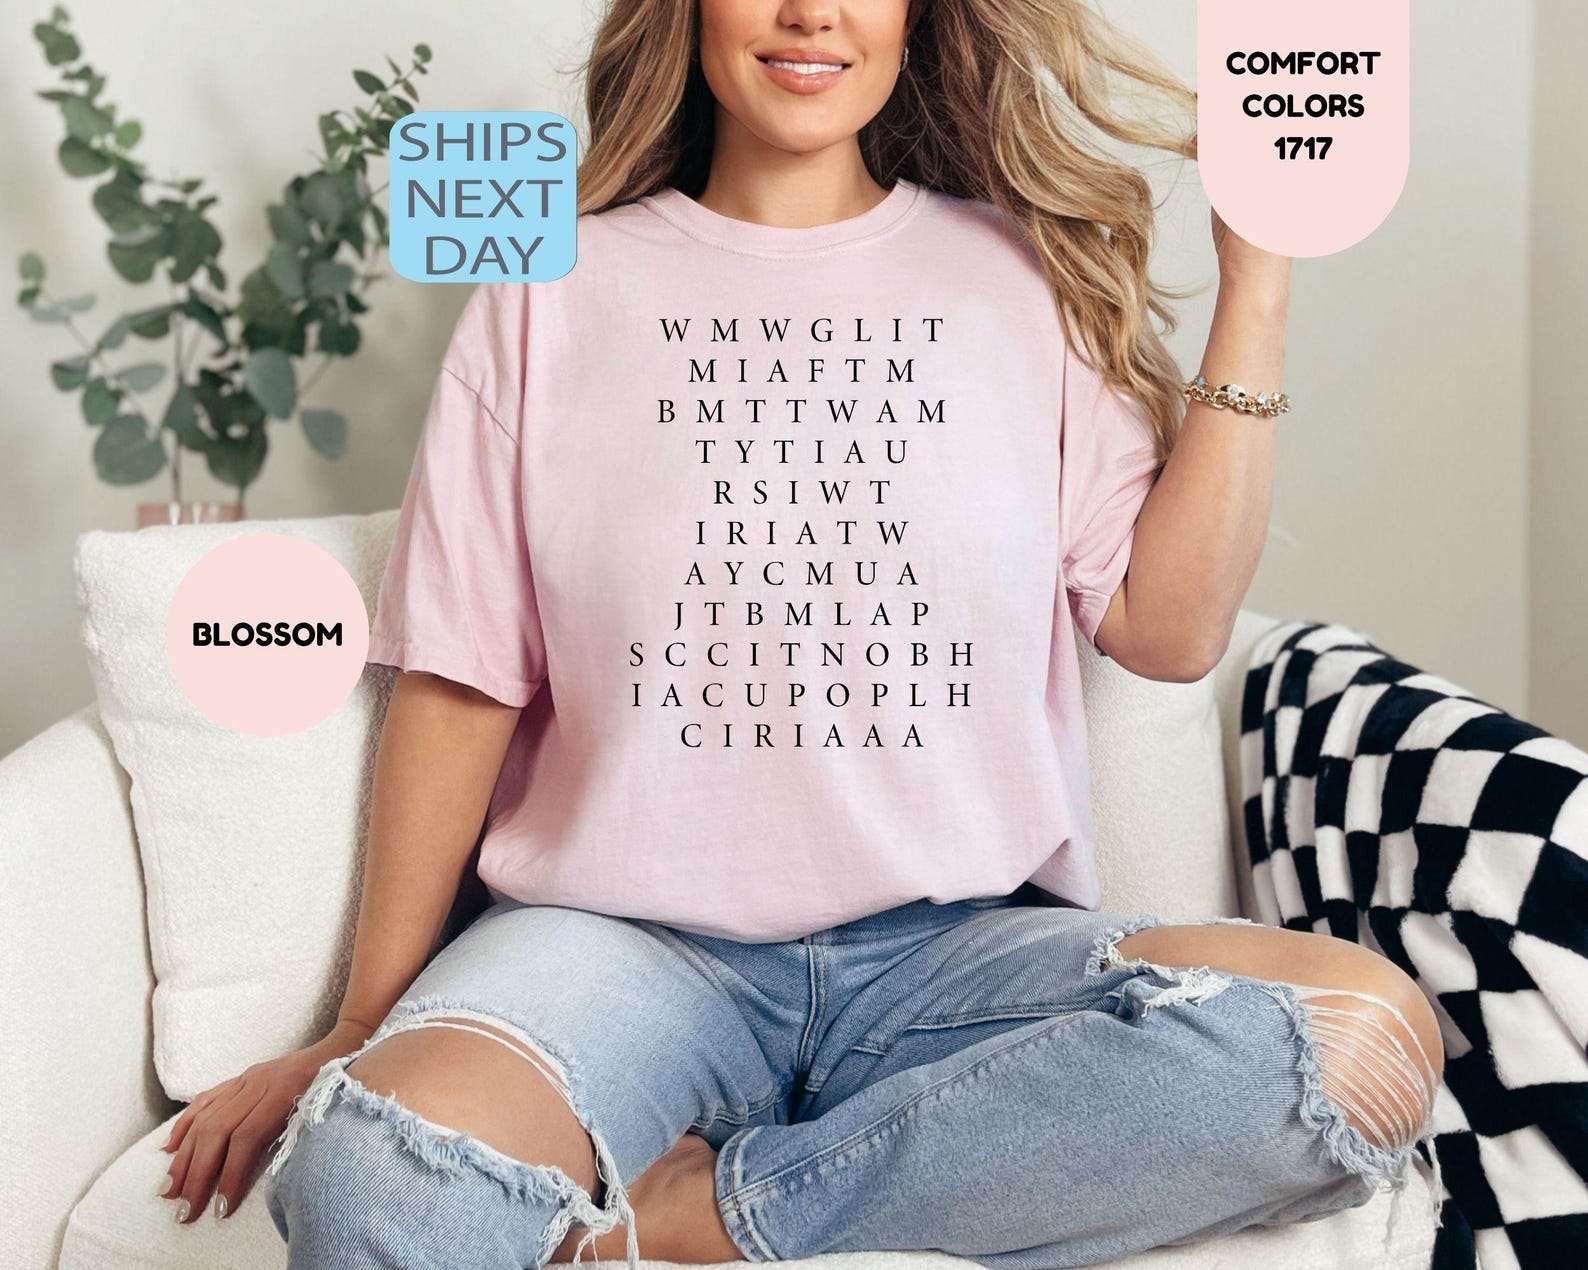 COMFORT
COLORS
1717
SHIPS
NEXT
DAY
W M W G L I T
M I A F T M
B M T T W A M
T Y T I A U
R S I W T
I R I A T W
A Y C M U A
J T B M L A P
S C C I T N O B H
I A C U P O P L H
C I R I A A A
BLOSSOM